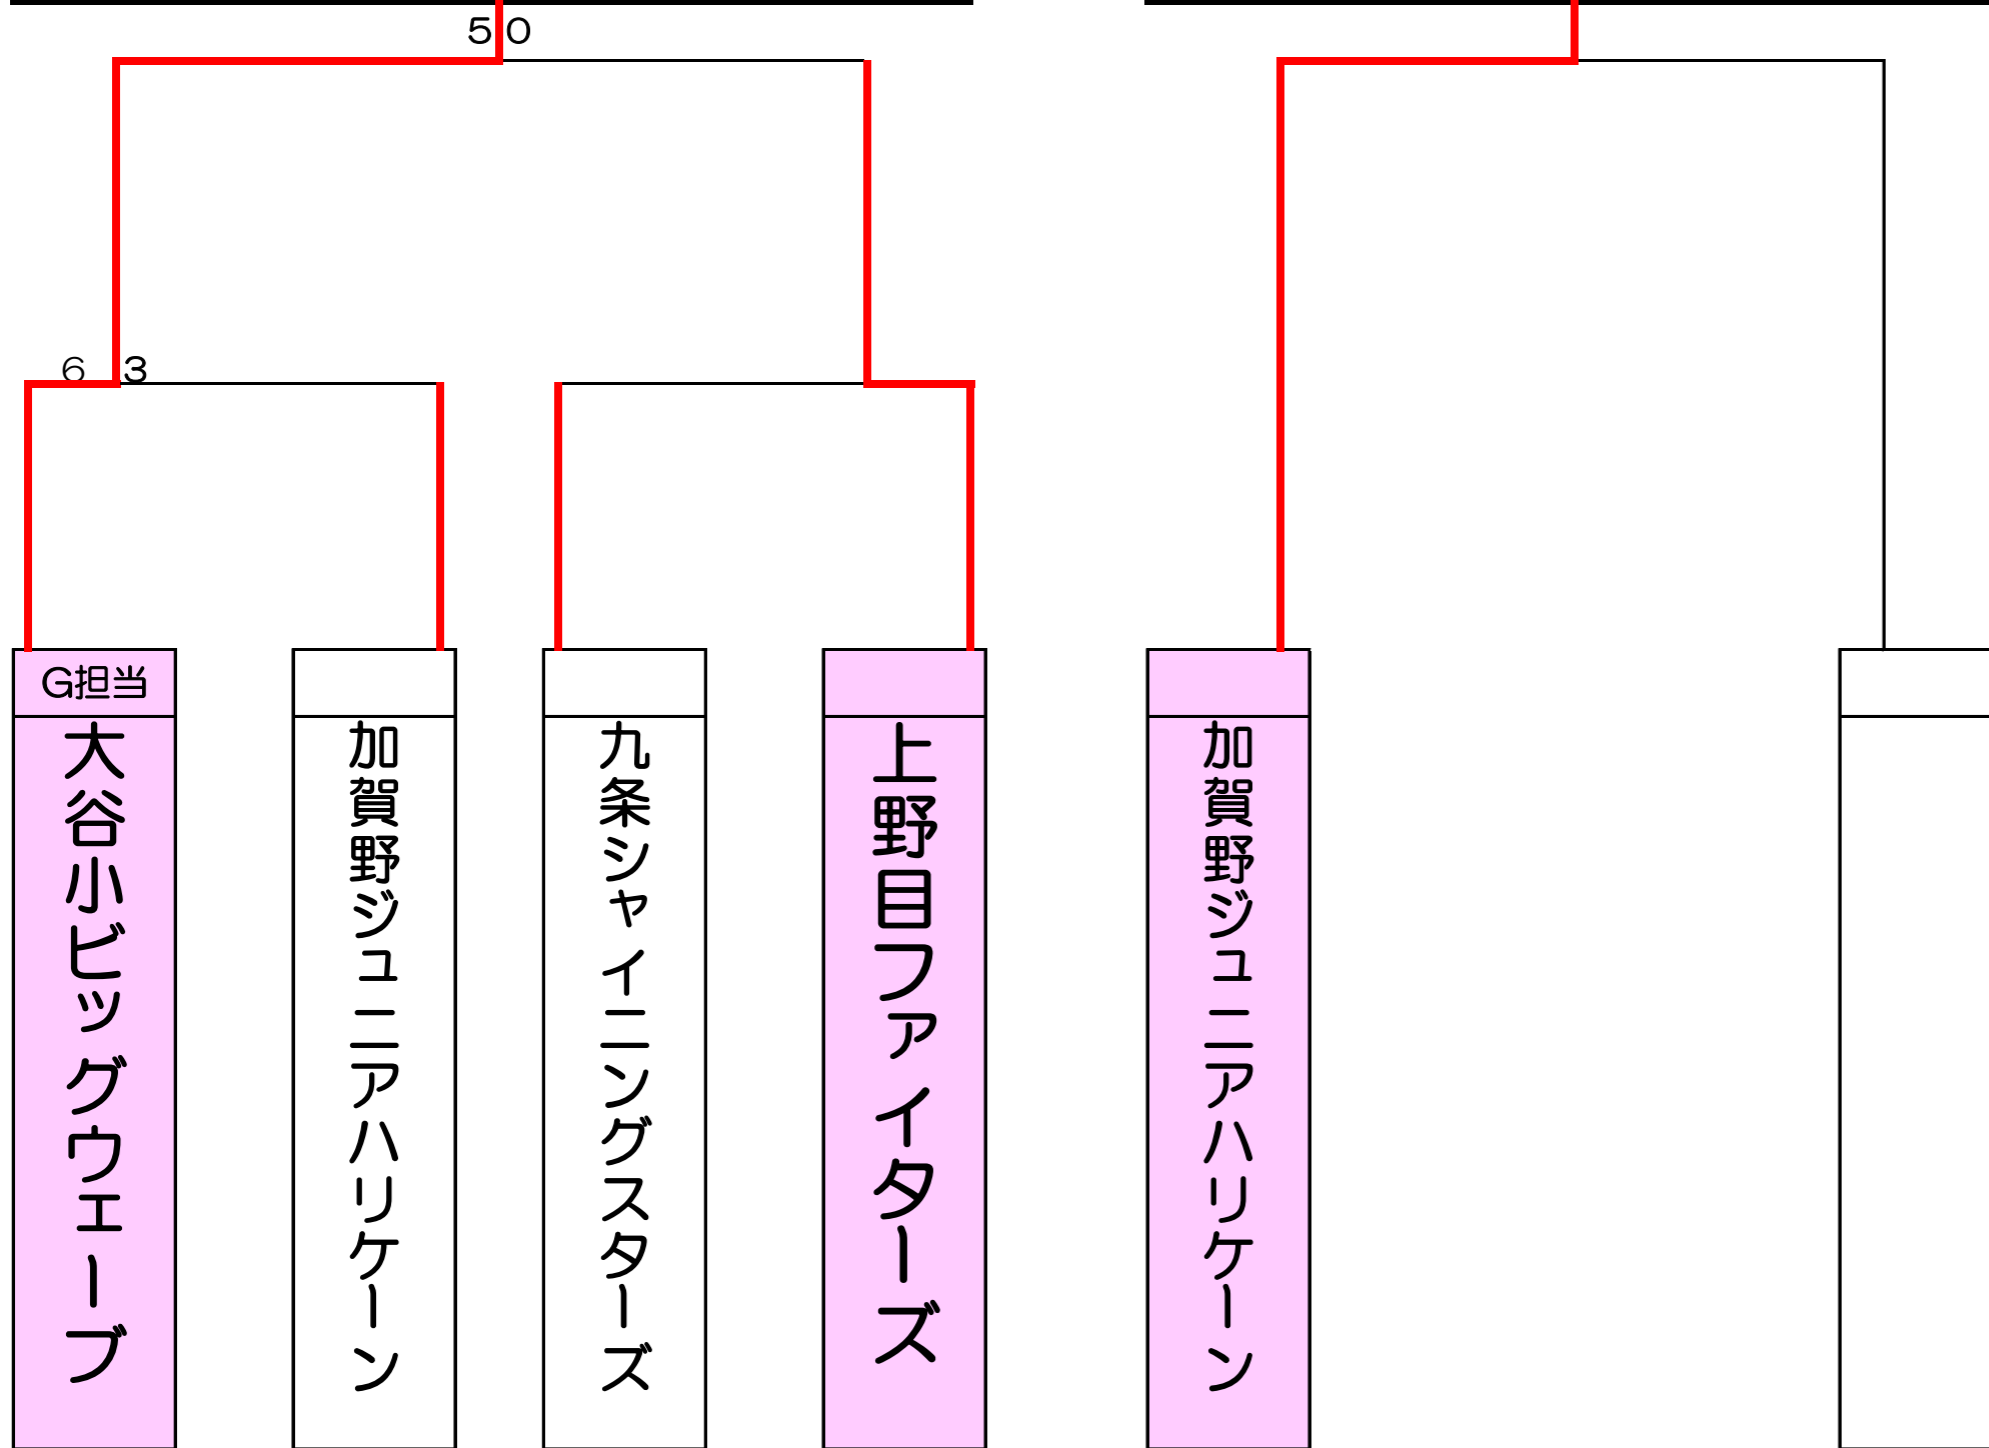 5 0
6 3
G担当
大谷小ビッグウェーブ
加賀野ジュニアハリケーン
九条シャイニングスターズ
上野目ファイターズ
加賀野ジュニアハリケーン